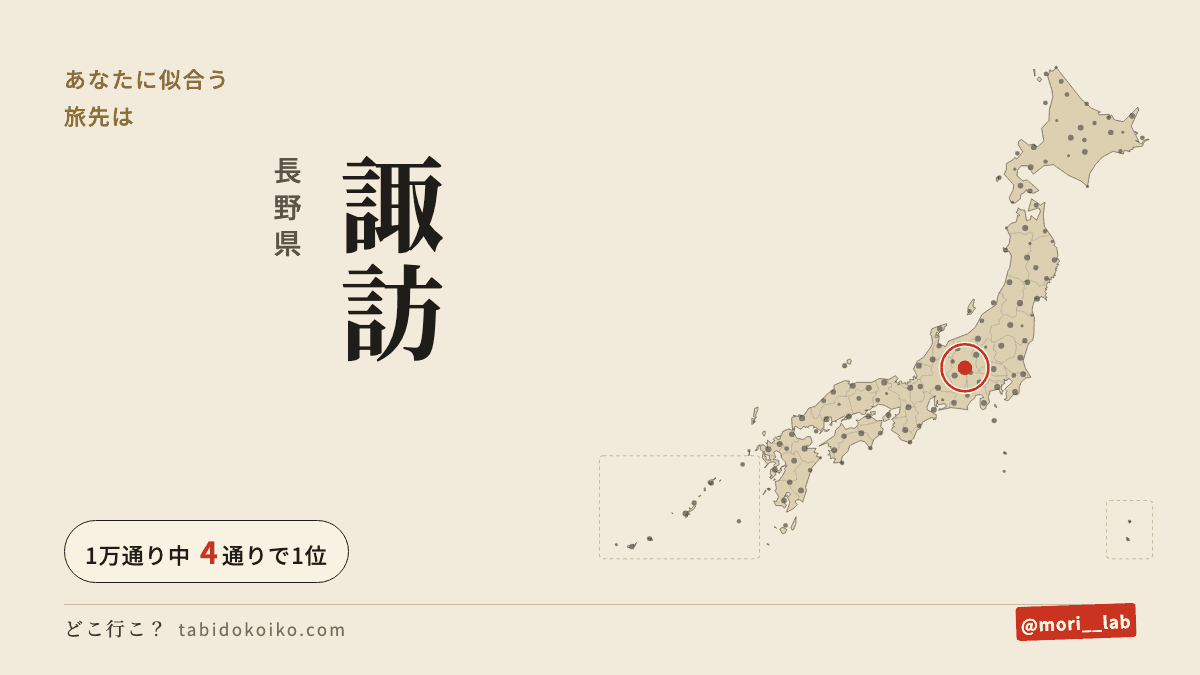 あなたに似合う
旅先は
諏訪
長野県
1万通り中 4通りで1位
どこ行こ？ tabidokoiko.com
@mori__lab